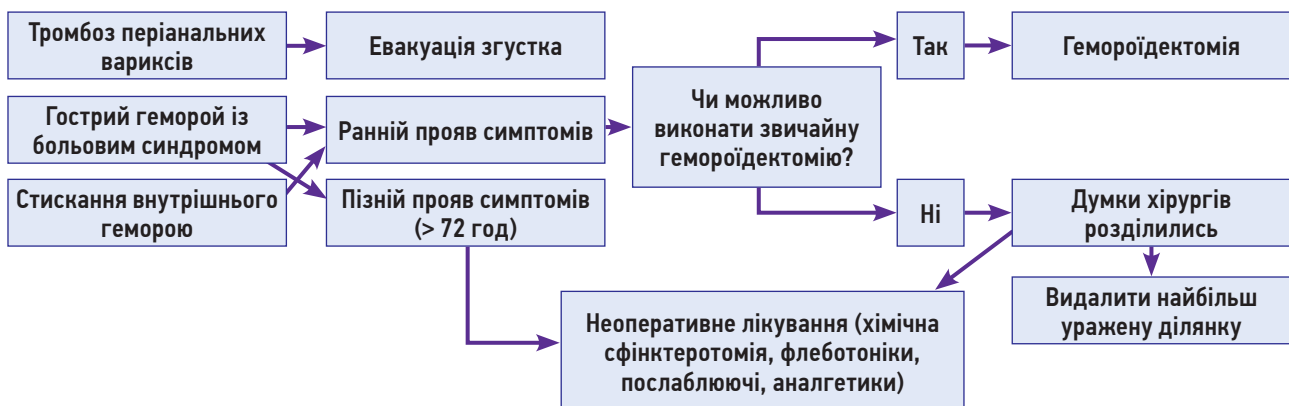 Тромбоз періанальних
вариксів
Евакуація згустка
Гострий геморой із
больовим синдромом
Ранній прояв симптомів
Стискання внутрішнього
геморою
Пізній прояв симптомів
(> 72 год)
Чи можливо
виконати звичайну
гемороїдектомію?
Так
Гемороїдектомія
Ні
Думки хірургів
розділились
Видалити найбільш
уражену ділянку
Неоперативне лікування (хімічна
сфінктеротомія, флеботоніки,
послаблюючі, аналгетики)